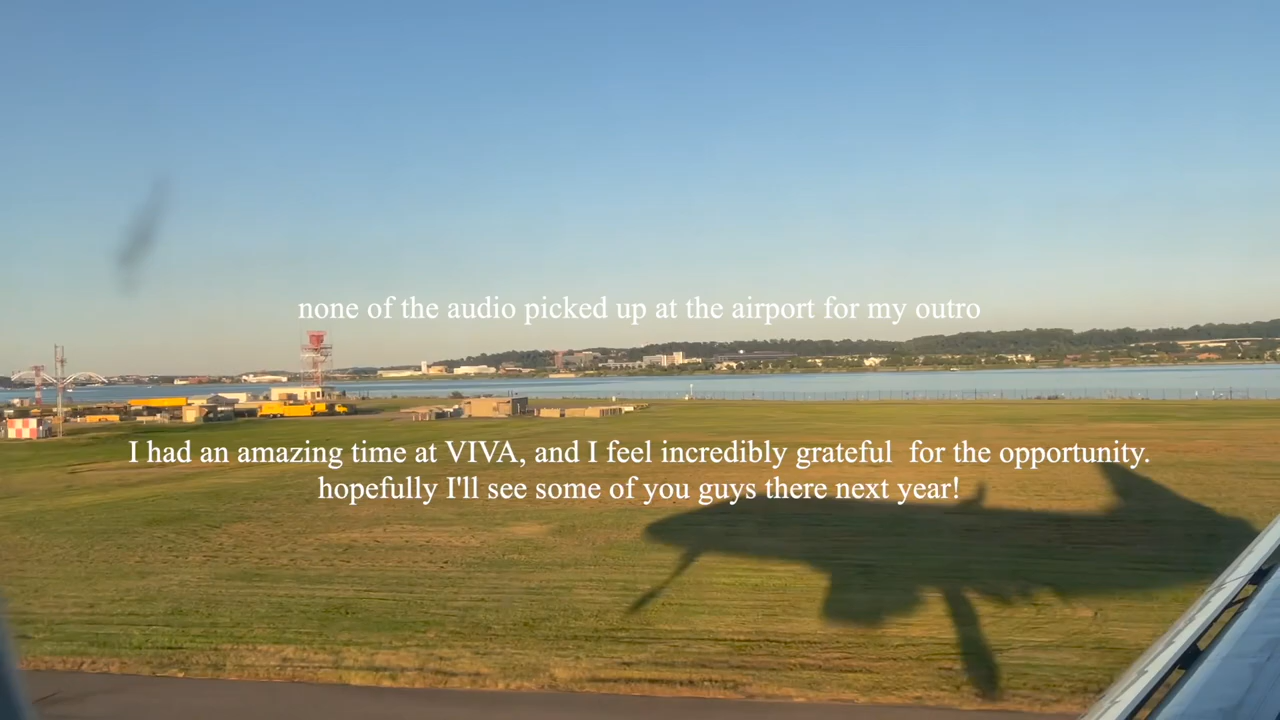 none of the audio picked up at the airport for my outro
I had an amazing time at VIVA, and I feel incredibly grateful  for the opportunity.
hopefully I'll see some of you guys there next year!